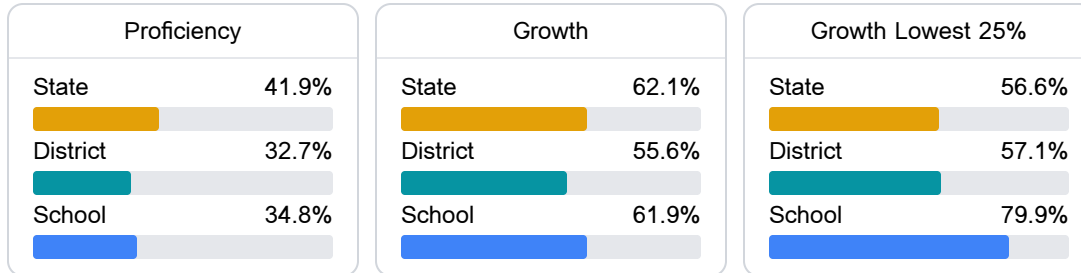 Proficiency
State 41.9%
District 32.7%
School 34.8%
Growth
State 62.1%
District 55.6%
School 61.9%
Growth Lowest 25%
State 56.6%
District 57.1%
School 79.9%